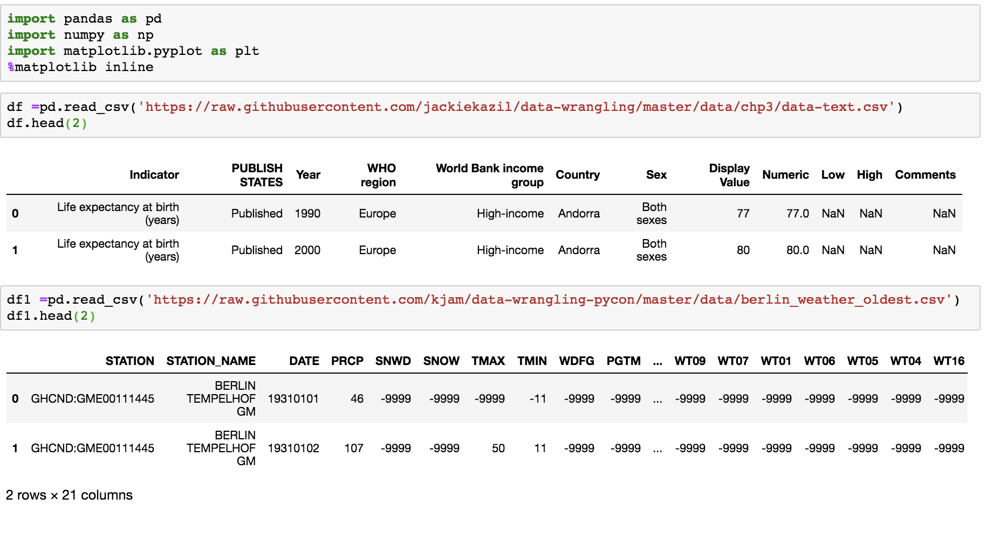 import pandas as pd
import numpy as np
import matplotlib.pyplot as plt
%matplotlib inline
df =pd.read_csv('https://raw.githubusercontent.com/jackiekazil/data-wrangling/master/data/chp3/data-text.csv')
df.head(2)
Indicator PUBLISH STATES Year WHO region World Bank income group Country Sex Display Value Numeric Low High Comments
0 Life expectancy at birth (years) Published 1990 Europe High-income Andorra Both sexes 77 77.0 NaN NaN NaN
1 Life expectancy at birth (years) Published 2000 Europe High-income Andorra Both sexes 80 80.0 NaN NaN NaN
df1 =pd.read_csv('https://raw.githubusercontent.com/kjam/data-wrangling-pycon/master/data/berlin_weather_oldest.csv')
df1.head(2)
STATION STATION_NAME DATE PRCP SNWD SNOW TMAX TMIN WDFG PGTM ... WT09 WT07 WT01 WT06 WT05 WT04 WT16
0 GHCND:GME00111445 BERLIN TEMPELHOF GM 19310101 46 -9999 -9999 -9999 -11 -9999 -9999 ... -9999 -9999 -9999 -9999 -9999 -9999 -9999
1 GHCND:GME00111445 BERLIN TEMPELHOF GM 19310102 107 -9999 -9999 50 11 -9999 -9999 ... -9999 -9999 -9999 -9999 -9999 -9999 -9999
2 rows × 21 columns